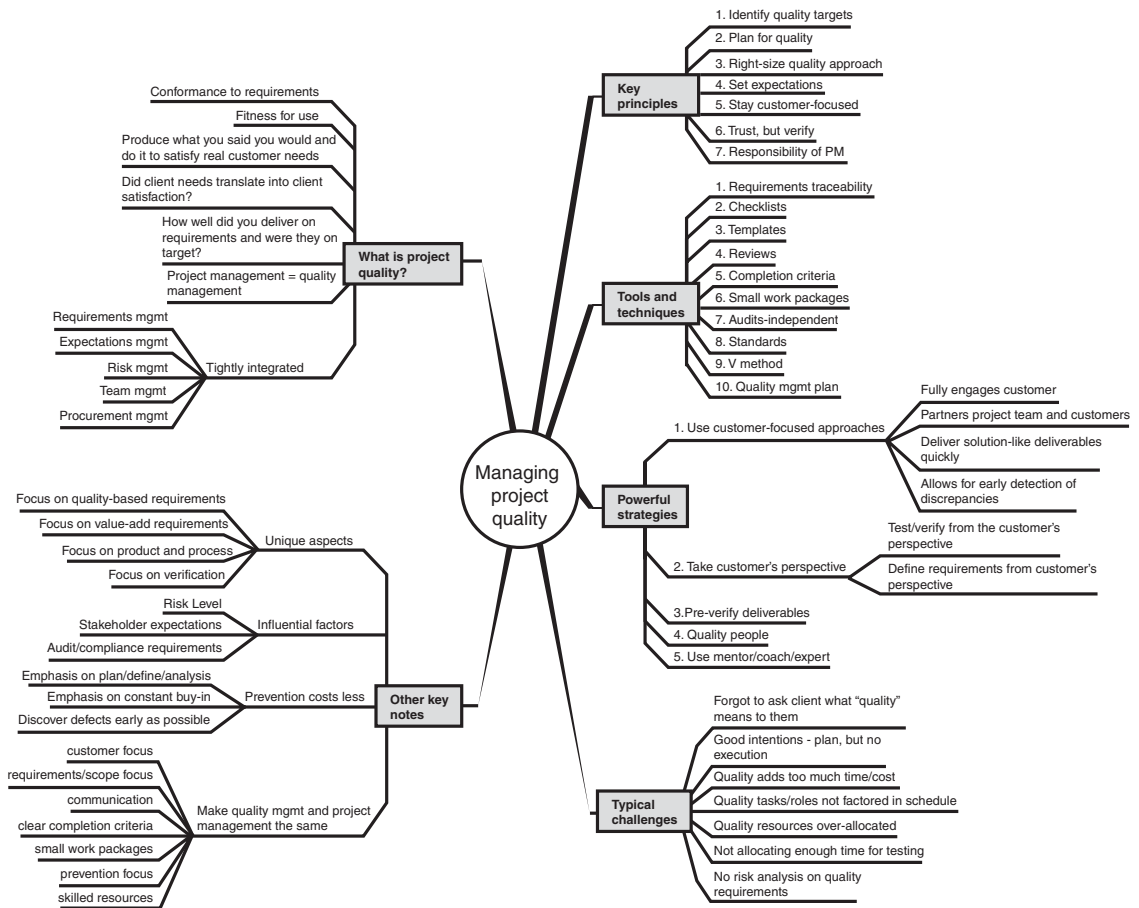 Managing
project
quality
What is project
quality?
Conformance to requirements
Fitness for use
Produce what you said you would and
do it to satisfy real customer needs
Did client needs translate into client
satisfaction?
How well did you deliver on
requirements and were they on
target?
Project management = quality
management
Tightly integrated
Requirements mgmt
Expectations mgmt
Risk mgmt
Team mgmt
Procurement mgmt
Other key
notes
Unique aspects
Focus on quality-based requirements
Focus on value-add requirements
Focus on product and process
Focus on verification
Influential factors
Risk Level
Stakeholder expectations
Audit/compliance requirements
Prevention costs less
Emphasis on plan/define/analysis
Emphasis on constant buy-in
Discover defects early as possible
Make quality mgmt and project
management the same
customer focus
requirements/scope focus
communication
clear completion criteria
small work packages
prevention focus
skilled resources
Key
principles
1. Identify quality targets
2. Plan for quality
3. Right-size quality approach
4. Set expectations
5. Stay customer-focused
6. Trust, but verify
7. Responsibility of PM
Tools and
techniques
1. Requirements traceability
2. Checklists
3. Templates
4. Reviews
5. Completion criteria
6. Small work packages
7. Audits-independent
8. Standards
9. V method
10. Quality mgmt plan
Powerful
strategies
1. Use customer-focused approaches
Fully engages customer
Partners project team and customers
Deliver solution-like deliverables
quickly
Allows for early detection of
discrepancies
2. Take customer's perspective
Test/verify from the customer's
perspective
Define requirements from customer's
perspective
3.Pre-verify deliverables
4. Quality people
5. Use mentor/coach/expert
Typical
challenges
Forgot to ask client what “quality”
means to them
Good intentions - plan, but no
execution
Quality adds too much time/cost
Quality tasks/roles not factored in schedule
Quality resources over-allocated
Not allocating enough time for testing
No risk analysis on quality
requirements